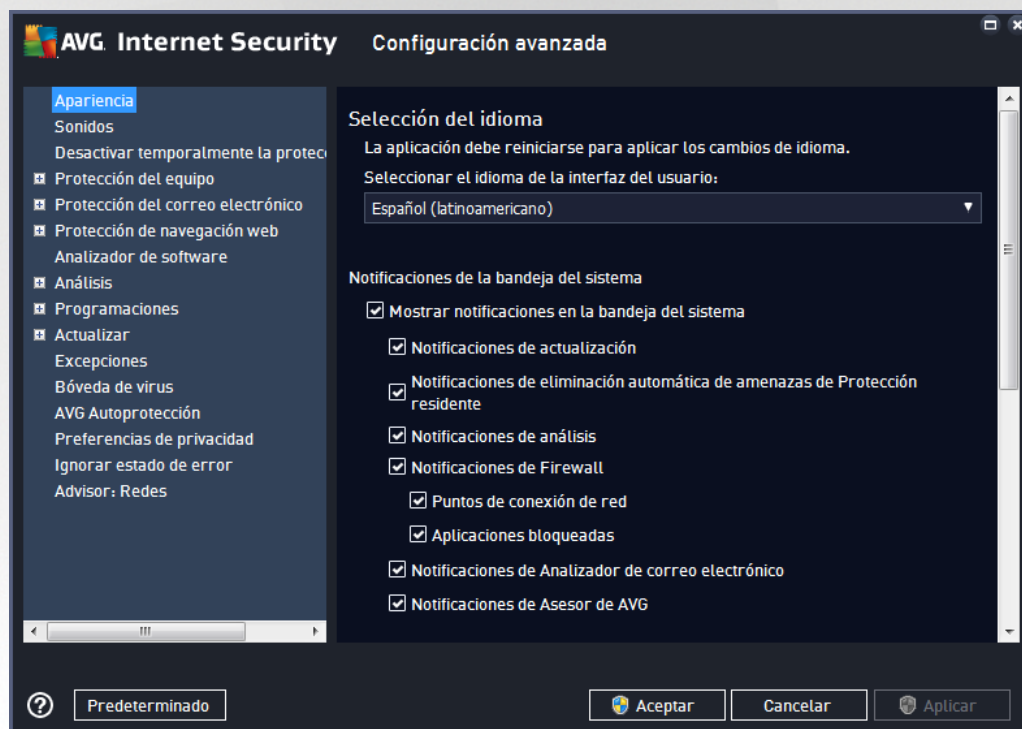 AVG. Internet Security
Configuración avanzada
Apariencia
Sonidos
Desactivar temporalmente la
Protección del equipo
Protección del correo electrónico
Protección de navegación web
Analizador de software
Análisis
Programaciones
Actualizar
Excepciones
Bóveda de virus
AVG Autoprotección
Preferencias de privacidad
Ignorar estado de error
Advisor: Redes
Selección del idioma
La aplicación debe reiniciarse para aplicar los cambios de idioma.
Seleccionar el idioma de la interfaz del usuario:
Español (latinoamericano)
Notificaciones de la bandeja del sistema
Mostrar notificaciones en la bandeja del sistema
Notificaciones de actualización
Notificaciones de eliminación automática de amenazas de Protección
residente
Notificaciones de análisis
Notificaciones de Firewall
Puntos de conexión de red
Aplicaciones bloqueadas
Notificaciones de Analizador de correo electrónico
Notificaciones de Asesor de AVG
Predeterminado
Aceptar
Cancelar
Aplicar